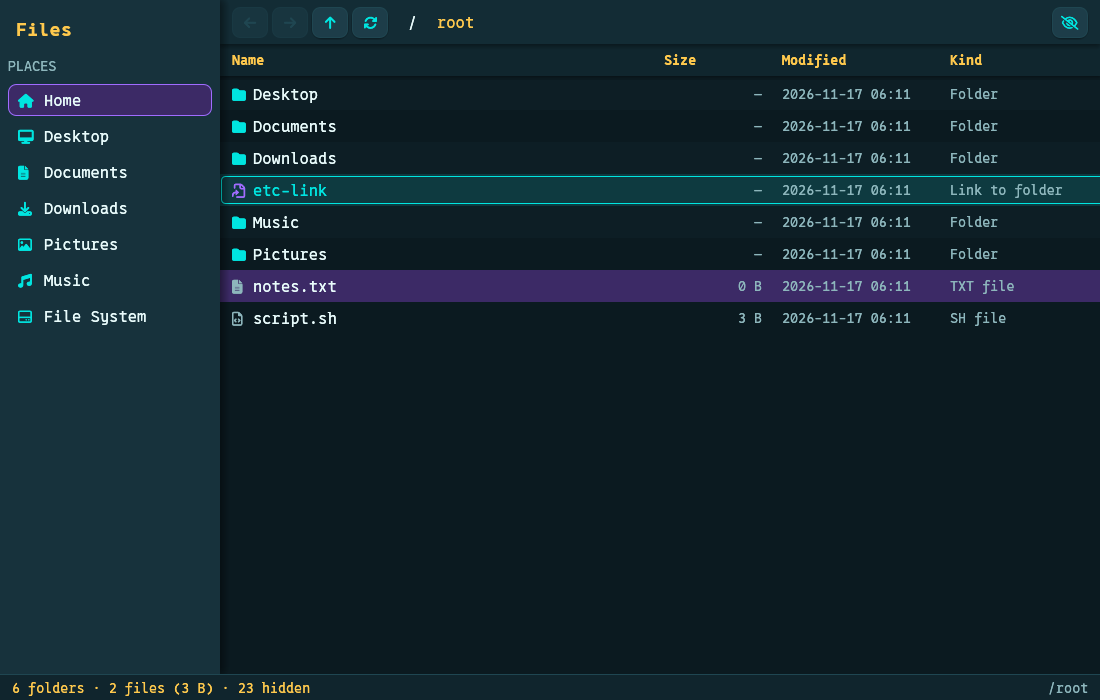 Files
PLACES
Home
Desktop
Documents
Downloads
Pictures
Music
File System
/ root
Name Size Modified Kind
Desktop — 2026-11-17 06:11 Folder
Documents — 2026-11-17 06:11 Folder
Downloads — 2026-11-17 06:11 Folder
etc-link — 2026-11-17 06:11 Link to folder
Music — 2026-11-17 06:11 Folder
Pictures — 2026-11-17 06:11 Folder
notes.txt 0 B 2026-11-17 06:11 TXT file
script.sh 3 B 2026-11-17 06:11 SH file
6 folders · 2 files (3 B) · 23 hidden /root